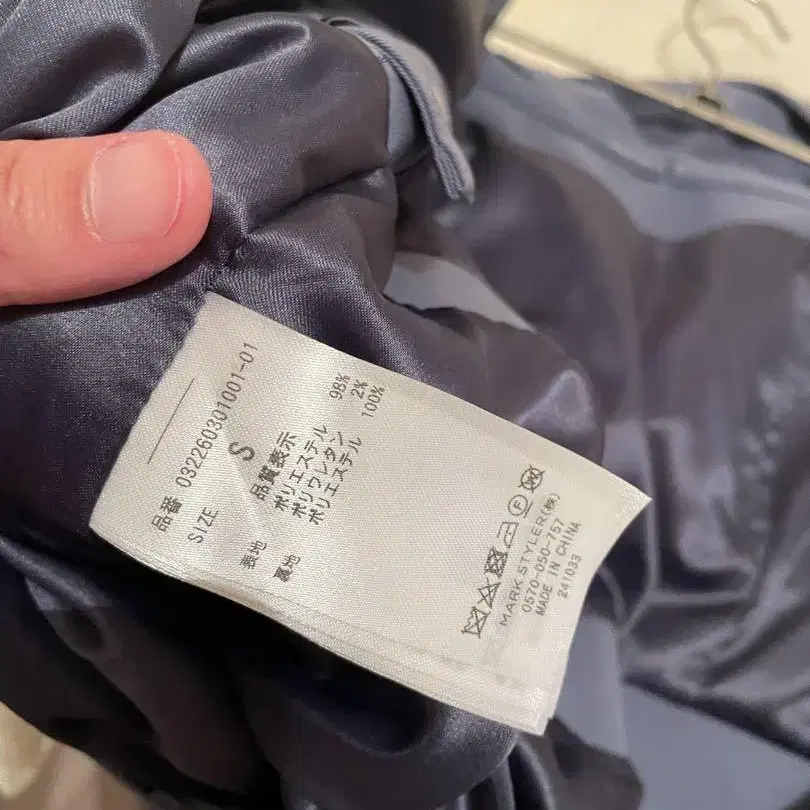 品番 032260301001-01
SIZE S
品質表示
表地 ポリエステル 98%
ポリウレタン 2%
裏地 ポリエステル 100%
MARK STYLER(株)
0570-050-757
MADE IN CHINA
241033